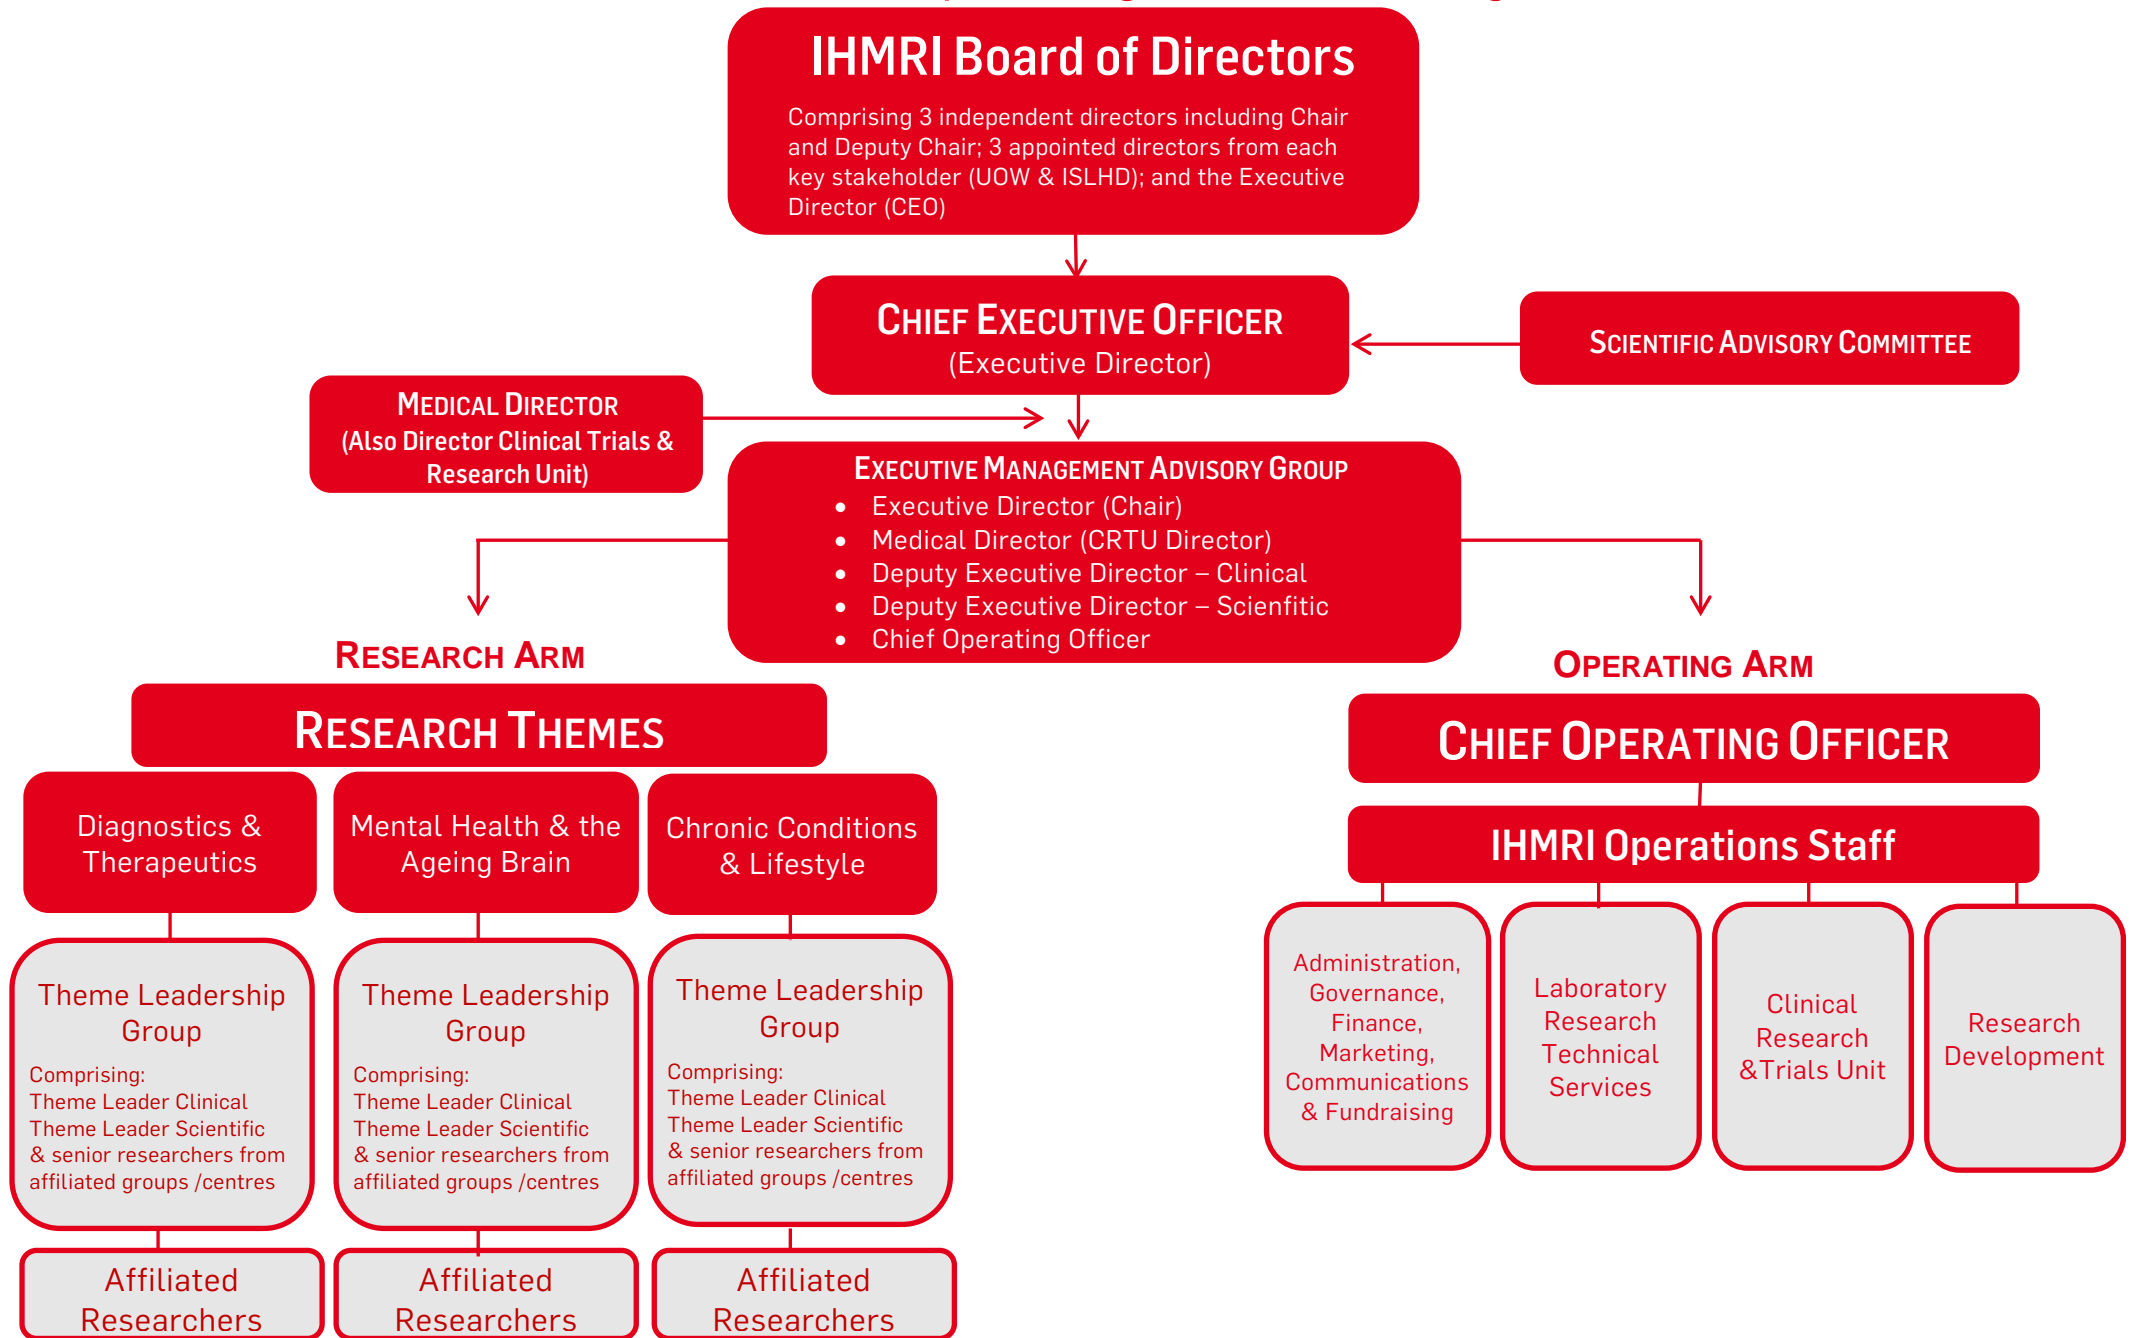 IHMRI Board of Directors
Comprising 3 independent directors including Chair
and Deputy Chair; 3 appointed directors from each
key stakeholder (UOW & ISLHD); and the Executive
Director (CEO)
CHIEF EXECUTIVE OFFICER
(Executive Director)
SCIENTIFIC ADVISORY COMMITTEE
MEDICAL DIRECTOR
(Also Director Clinical Trials &
Research Unit)
EXECUTIVE MANAGEMENT ADVISORY GROUP
• Executive Director (Chair)
• Medical Director (CRTU Director)
• Deputy Executive Director – Clinical
• Deputy Executive Director – Scienfitic
• Chief Operating Officer
RESEARCH ARM
RESEARCH THEMES
Diagnostics &
Therapeutics
Mental Health & the
Ageing Brain
Chronic Conditions
& Lifestyle
Theme Leadership
Group
Comprising:
Theme Leader Clinical
Theme Leader Scientific
& senior researchers from
affiliated groups /centres
Theme Leadership
Group
Comprising:
Theme Leader Clinical
Theme Leader Scientific
& senior researchers from
affiliated groups /centres
Theme Leadership
Group
Comprising:
Theme Leader Clinical
Theme Leader Scientific
& senior researchers from
affiliated groups /centres
Affiliated
Researchers
Affiliated
Researchers
Affiliated
Researchers
OPERATING ARM
CHIEF OPERATING OFFICER
IHMRI Operations Staff
Administration,
Governance,
Finance,
Marketing,
Communications
& Fundraising
Laboratory
Research
Technical
Services
Clinical
Research
&Trials Unit
Research
Development